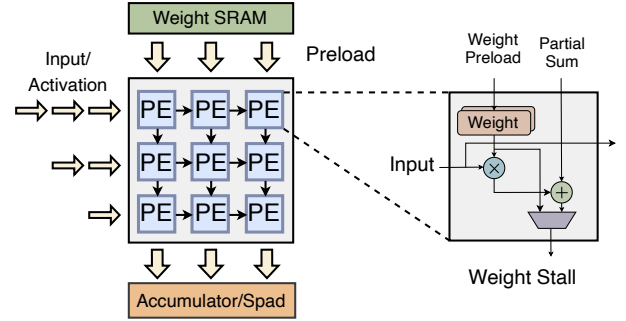 Weight SRAM
Input/
Activation
Preload
PE PE PE
PE PE PE
PE PE PE
Accumulator/Spad
Weight
Preload
Partial
Sum
Weight
Input
×
+
Weight Stall